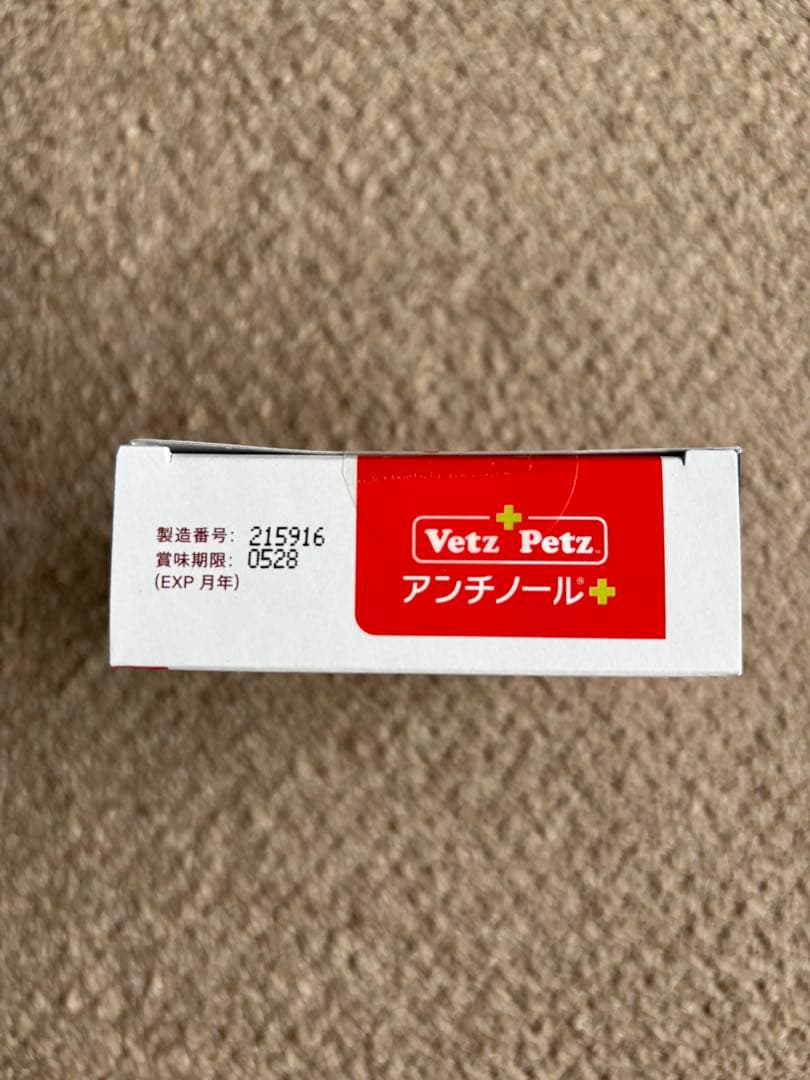 製造番号: 215916
賞味期限: 0528
(EXP 月年)
Vetz Petz™
アンチノール®+